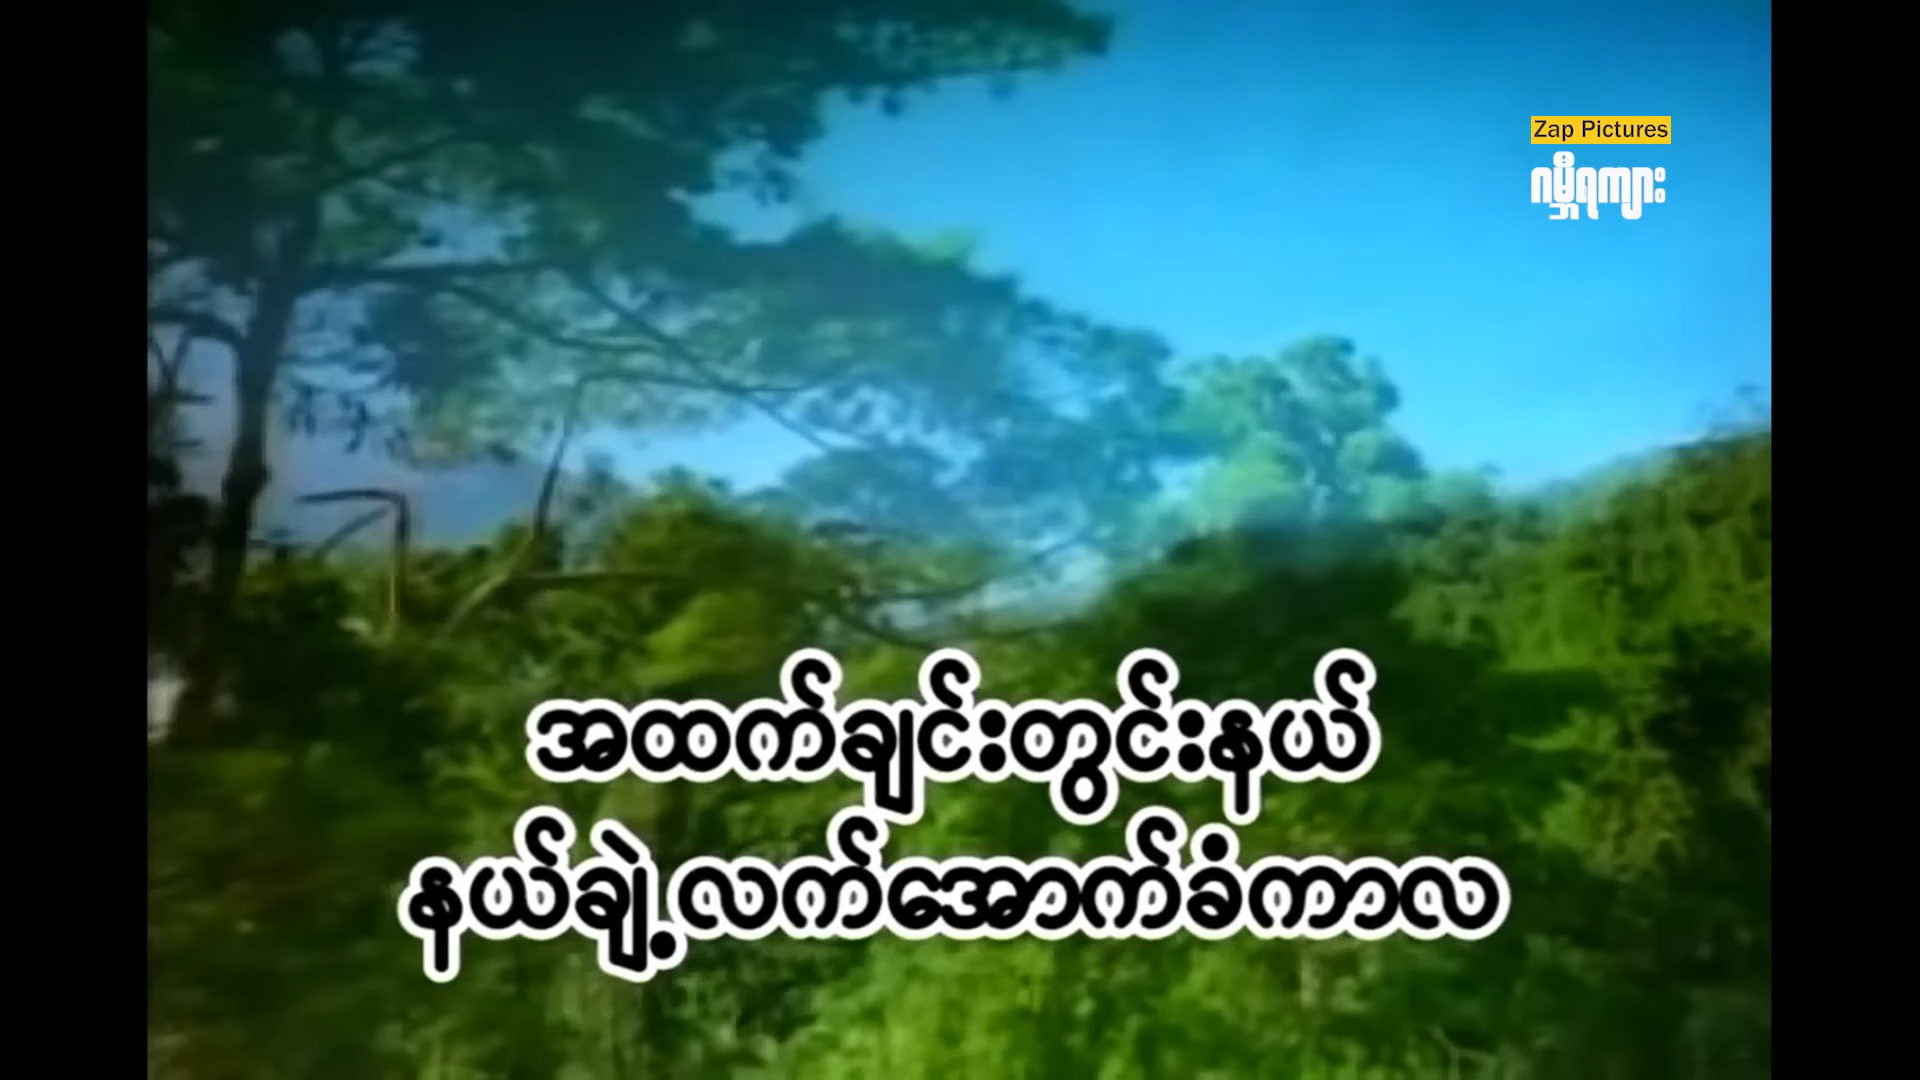 Zap Pictures
ဂမ္ဘီရကျား
အထက်ချင်းတွင်းနယ်
နယ်ချဲ့လက်အောက်ခံကာလ